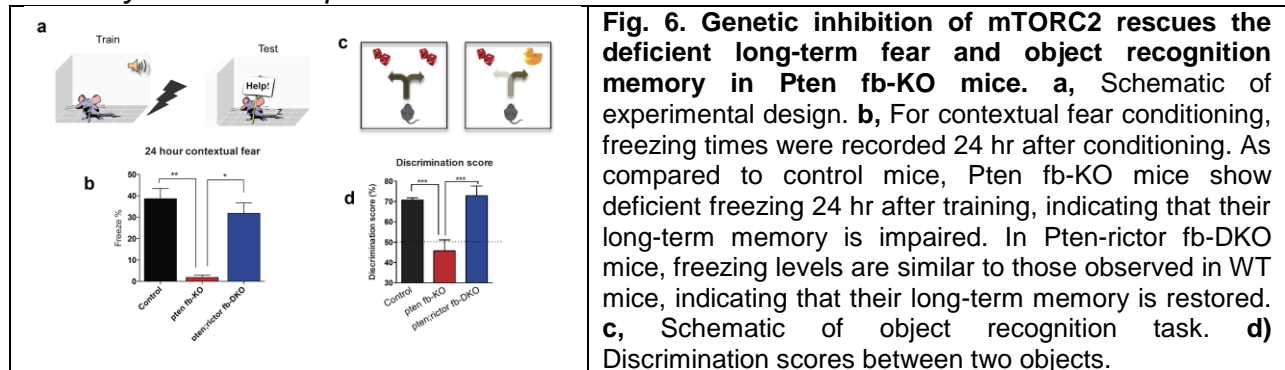 a
Train
Test
Help!
c
24 hour contextual fear
b
Freeze %
50
40
30
20
10
0
Control
pten fb-KO
pten;rictor fb-DKO
**
*
Discrimination score
d
Discrimination score (%)
80
70
60
50
40
30
Control
pten fb-KO
pten;rictor fb-DKO
***
***
Fig. 6. Genetic inhibition of mTORC2 rescues the
deficient long-term fear and object recognition
memory in Pten fb-KO mice. a, Schematic of
experimental design. b, For contextual fear conditioning,
freezing times were recorded 24 hr after conditioning. As
compared to control mice, Pten fb-KO mice show
deficient freezing 24 hr after training, indicating that their
long-term memory is impaired. In Pten-rictor fb-DKO
mice, freezing levels are similar to those observed in WT
mice, indicating that their long-term memory is restored.
c, Schematic of object recognition task. d)
Discrimination scores between two objects.